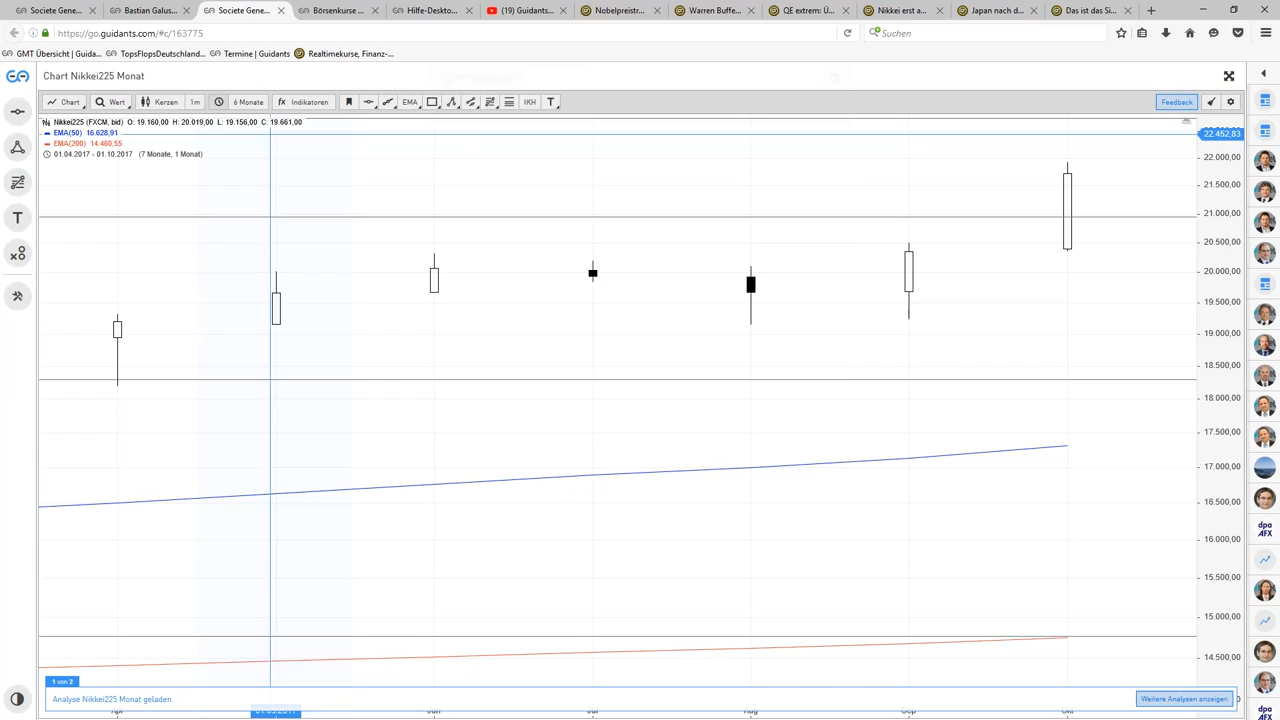 Societe Gene...
Bastian Galus...
Societe Gene...
Börsenkurse ...
Hilfe-Desktop...
(19) Guidants...
Nobelpreistr...
Warren Buffe...
QE extrem: Ü...
Nikkei erst a...
Japan nach d...
Das ist das Si...
https://go.guidants.com/#c/163775
Suchen
GMT Übersicht | Guida...
TopsFlopsDeutschland...
Termine | Guidants
Realtimekurse, Finanz-...
Chart Nikkei225 Monat
Chart
Wert
Kerzen
1m
6 Monate
fx Indikatoren
EMA
IKH
T
Feedback
Nikkei225 (FXCM, bid) O: 19.160,00 H: 20.019,00 L: 19.156,00 C: 19.661,00
EMA(50) 16.628,91
EMA(200) 14.460,55
01.04.2017 - 01.10.2017 (7 Monate, 1 Monat)
T
22.452,83
22.000,00
21.500,00
21.000,00
20.500,00
20.000,00
19.500,00
19.000,00
18.500,00
18.000,00
17.500,00
17.000,00
16.500,00
16.000,00
15.500,00
15.000,00
14.500,00
dpa
AFX
dpa
AFX
1 von 2
Analyse Nikkei225 Monat geladen.
Weitere Analysen anzeigen
Apr
01.05.2017
Jun
Jul
Aug
Sep
Okt